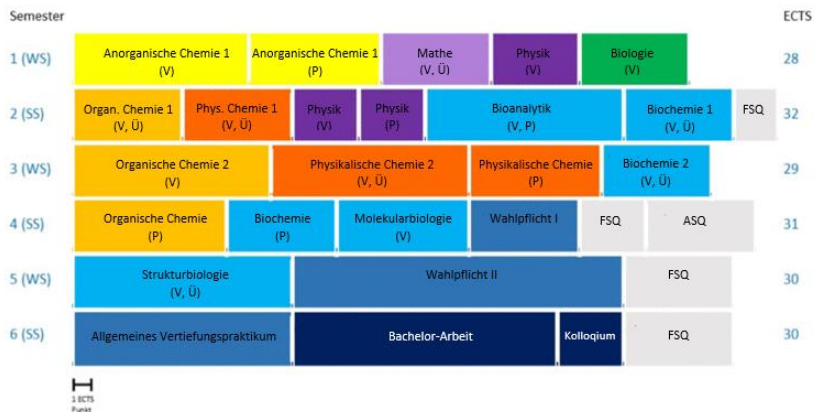 Semester
ECTS
1 (WS)
Anorganische Chemie 1
(V)
Anorganische Chemie 1
(P)
Mathe
(V, Ü)
Physik
(V)
Biologie
(V)
28
2 (SS)
Organ. Chemie 1
(V, Ü)
Phys. Chemie 1
(V, Ü)
Physik
(V)
Physik
(P)
Bioanalytik
(V, P)
Biochemie 1
(V, Ü)
FSQ
32
3 (WS)
Organische Chemie 2
(V)
Physikalische Chemie 2
(V, Ü)
Physikalische Chemie
(P)
Biochemie 2
(V, Ü)
29
4 (SS)
Organische Chemie
(P)
Biochemie
(P)
Molekularbiologie
(V)
Wahlpflicht I
FSQ
ASQ
31
5 (WS)
Strukturbiologie
(V, Ü)
Wahlpflicht II
FSQ
30
6 (SS)
Allgemeines Vertiefungspraktikum
Bachelor-Arbeit
Kolloqium
FSQ
30
1 ECTS
Punkt